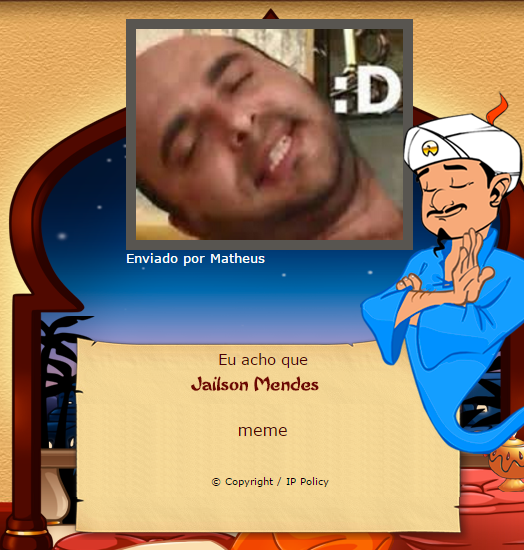 :D
Enviado por Matheus
Eu acho que
Jailson Mendes
meme
© Copyright / IP Policy